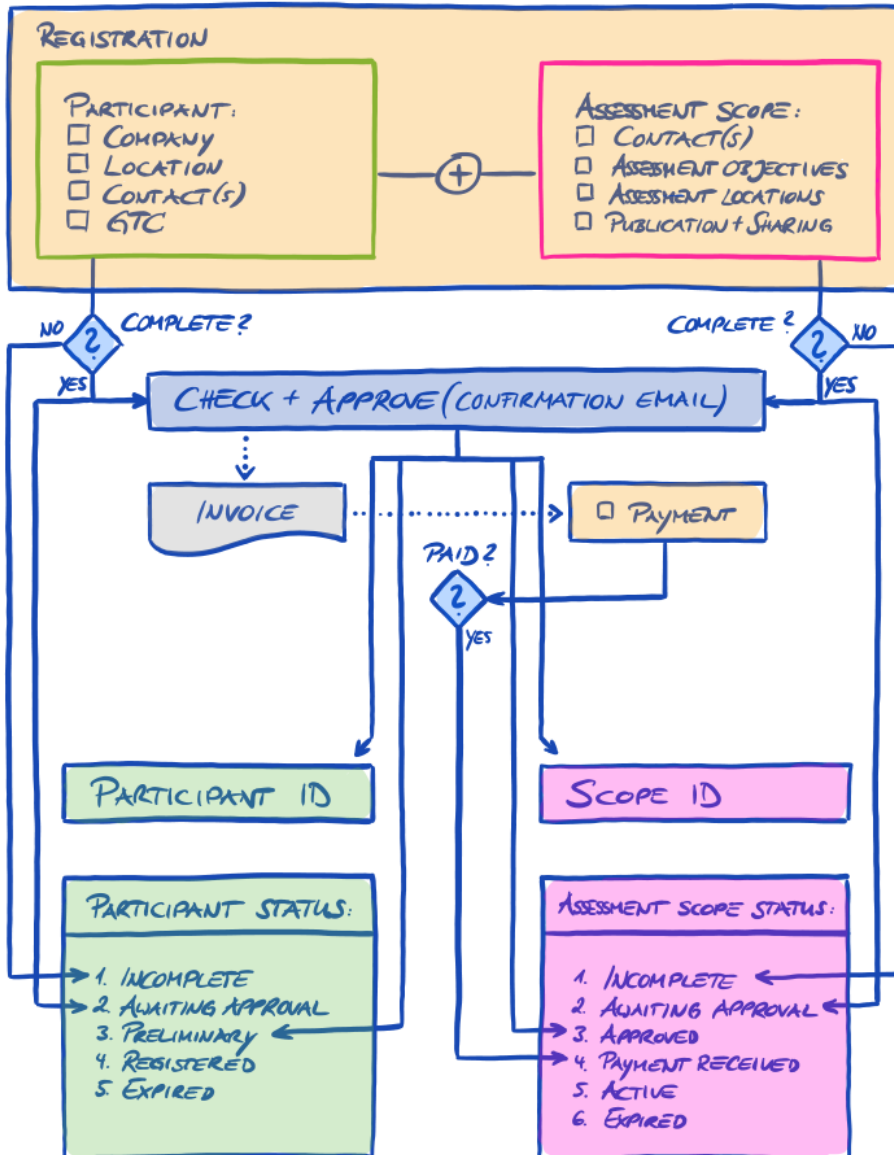 REGISTRATION
PARTICIPANT:
☐ COMPANY
☐ LOCATION
☐ CONTACT(S)
☐ GTC
+
ASSESSMENT SCOPE:
☐ CONTACT(S)
☐ ASSESSMENT OBJECTIVES
☐ ASSESSMENT LOCATIONS
☐ PUBLICATION + SHARING
NO
?
COMPLETE?
YES
COMPLETE?
?
NO
YES
CHECK + APPROVE (CONFIRMATION EMAIL)
INVOICE
☐ PAYMENT
PAID?
?
YES
PARTICIPANT ID
SCOPE ID
PARTICIPANT STATUS:
1. INCOMPLETE
2. AWAITING APPROVAL
3. PRELIMINARY
4. REGISTERED
5. EXPIRED
ASSESSMENT SCOPE STATUS:
1. INCOMPLETE
2. AWAITING APPROVAL
3. APPROVED
4. PAYMENT RECEIVED
5. ACTIVE
6. EXPIRED